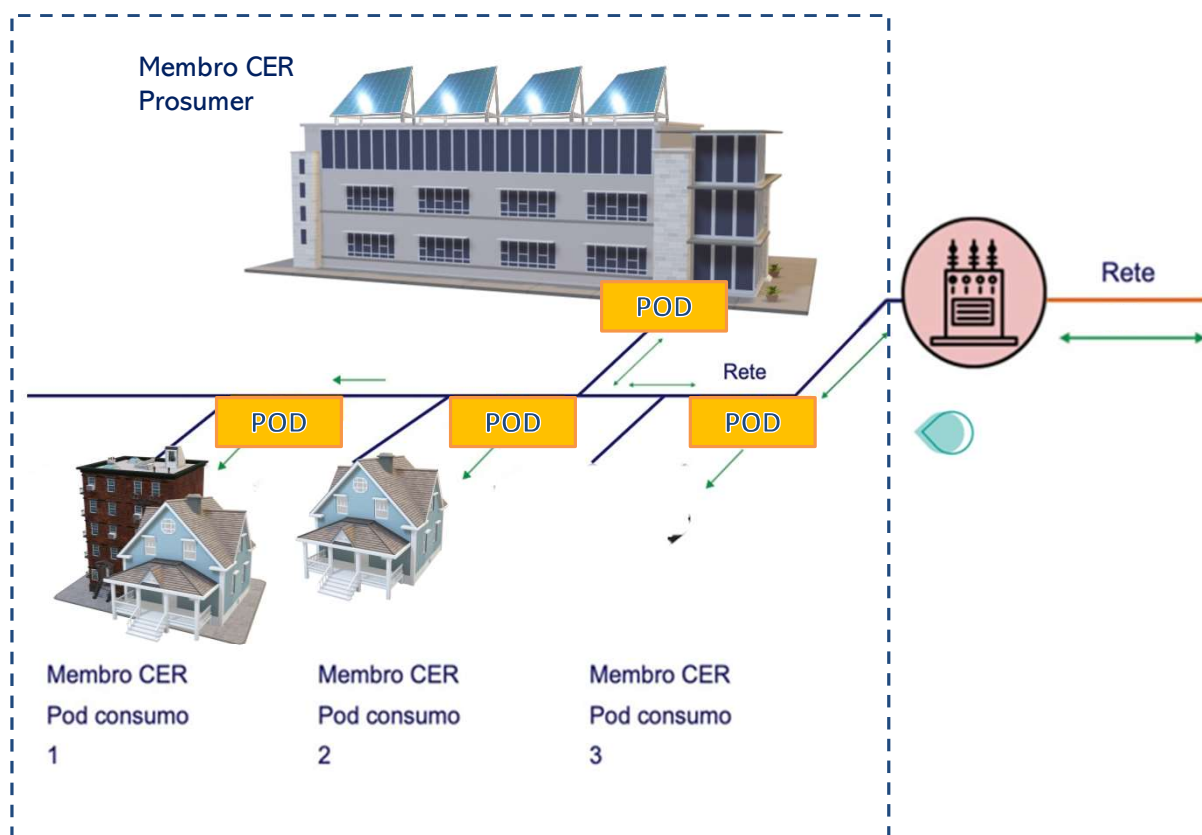 Membro CER
Prosumer
POD
Rete
Rete
POD
POD
POD
Membro CER
Pod consumo
1
Membro CER
Pod consumo
2
Membro CER
Pod consumo
3